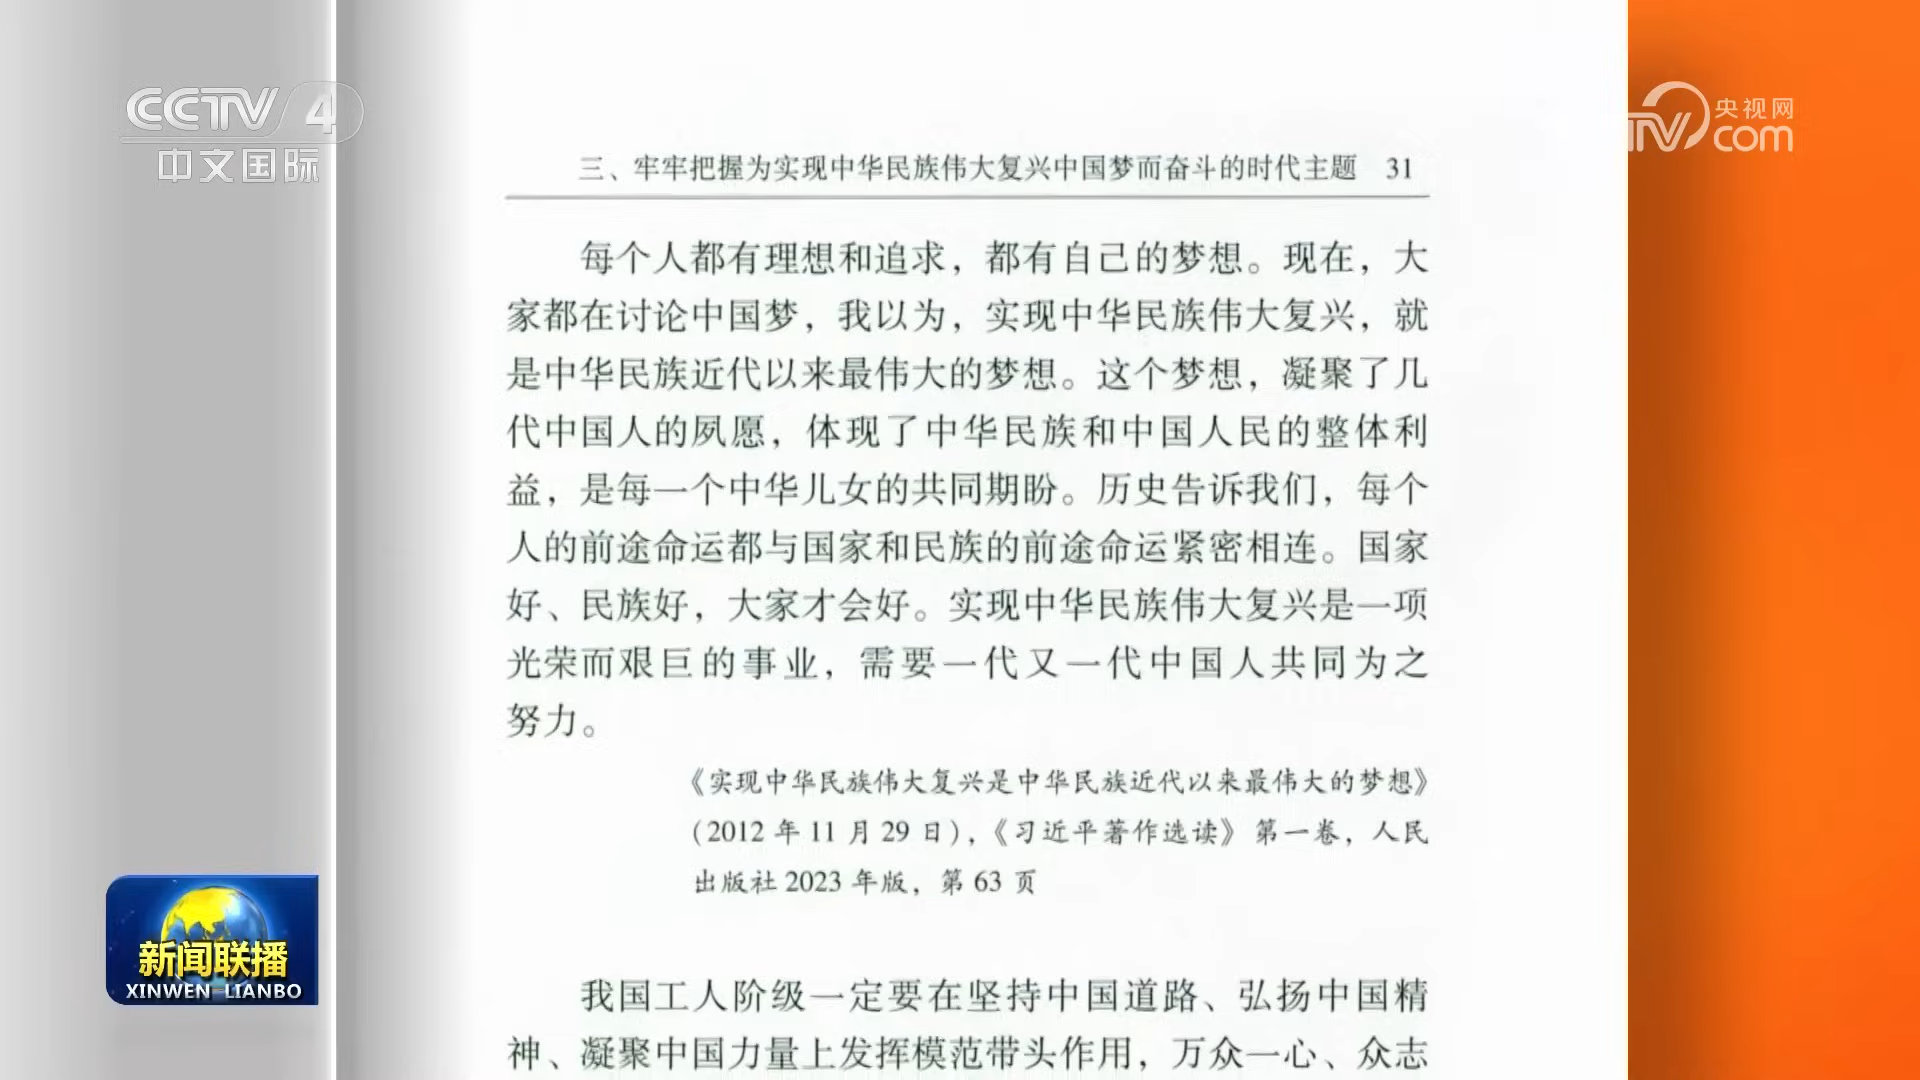 CCTV 4
中文国际
央视网
TV com
三、牢牢把握为实现中华民族伟大复兴中国梦而奋斗的时代主题 31
每个人都有理想和追求，都有自己的梦想。现在，大
家都在讨论中国梦，我以为，实现中华民族伟大复兴，就
是中华民族近代以来最伟大的梦想。这个梦想，凝聚了几
代中国人的夙愿，体现了中华民族和中国人民的整体利
益，是每一个中华儿女的共同期盼。历史告诉我们，每个
人的前途命运都与国家和民族的前途命运紧密相连。国家
好、民族好，大家才会好。实现中华民族伟大复兴是一项
光荣而艰巨的事业，需要一代又一代中国人共同为之
努力。
《实现中华民族伟大复兴是中华民族近代以来最伟大的梦想》
（2012 年 11 月 29 日），《习近平著作选读》第一卷，人民
出版社 2023 年版，第 63 页
我国工人阶级一定要在坚持中国道路、弘扬中国精
神、凝聚中国力量上发挥模范带头作用，万众一心、众志
新闻联播
XINWEN LIANBO